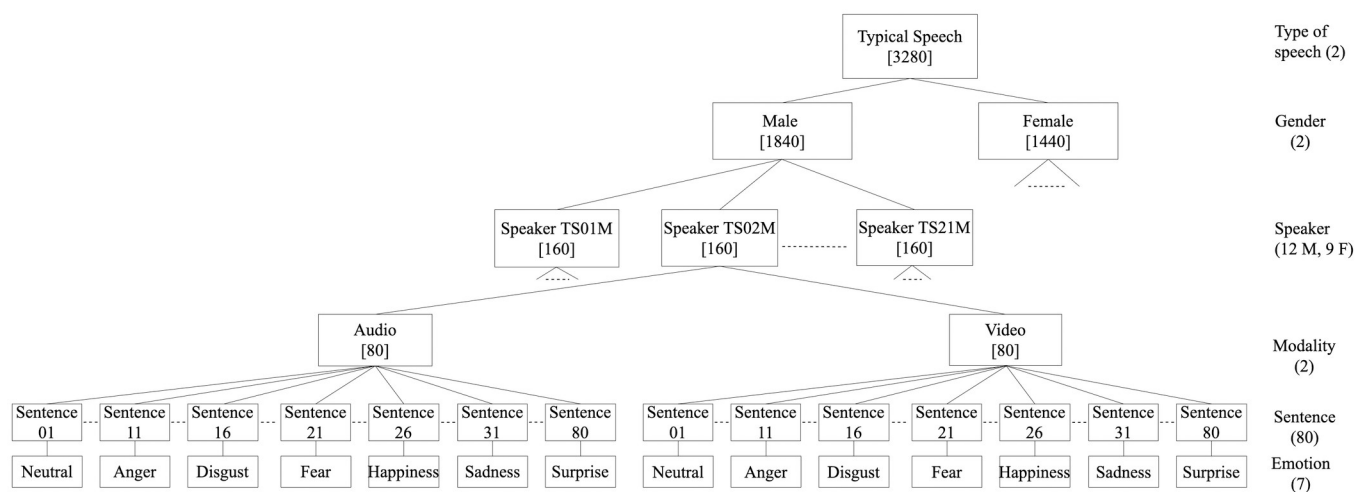 Typical Speech
[3280]
Type of
speech (2)
Male
[1840]
Female
[1440]
Gender
(2)
Speaker TS01M
[160]
Speaker TS02M
[160]
Speaker TS21M
[160]
Speaker
(12 M, 9 F)
Audio
[80]
Video
[80]
Modality
(2)
Sentence
01
Sentence
11
Sentence
16
Sentence
21
Sentence
26
Sentence
31
Sentence
80
Sentence
01
Sentence
11
Sentence
16
Sentence
21
Sentence
26
Sentence
31
Sentence
80
Sentence
(80)
Neutral
Anger
Disgust
Fear
Happiness
Sadness
Surprise
Neutral
Anger
Disgust
Fear
Happiness
Sadness
Surprise
Emotion
(7)